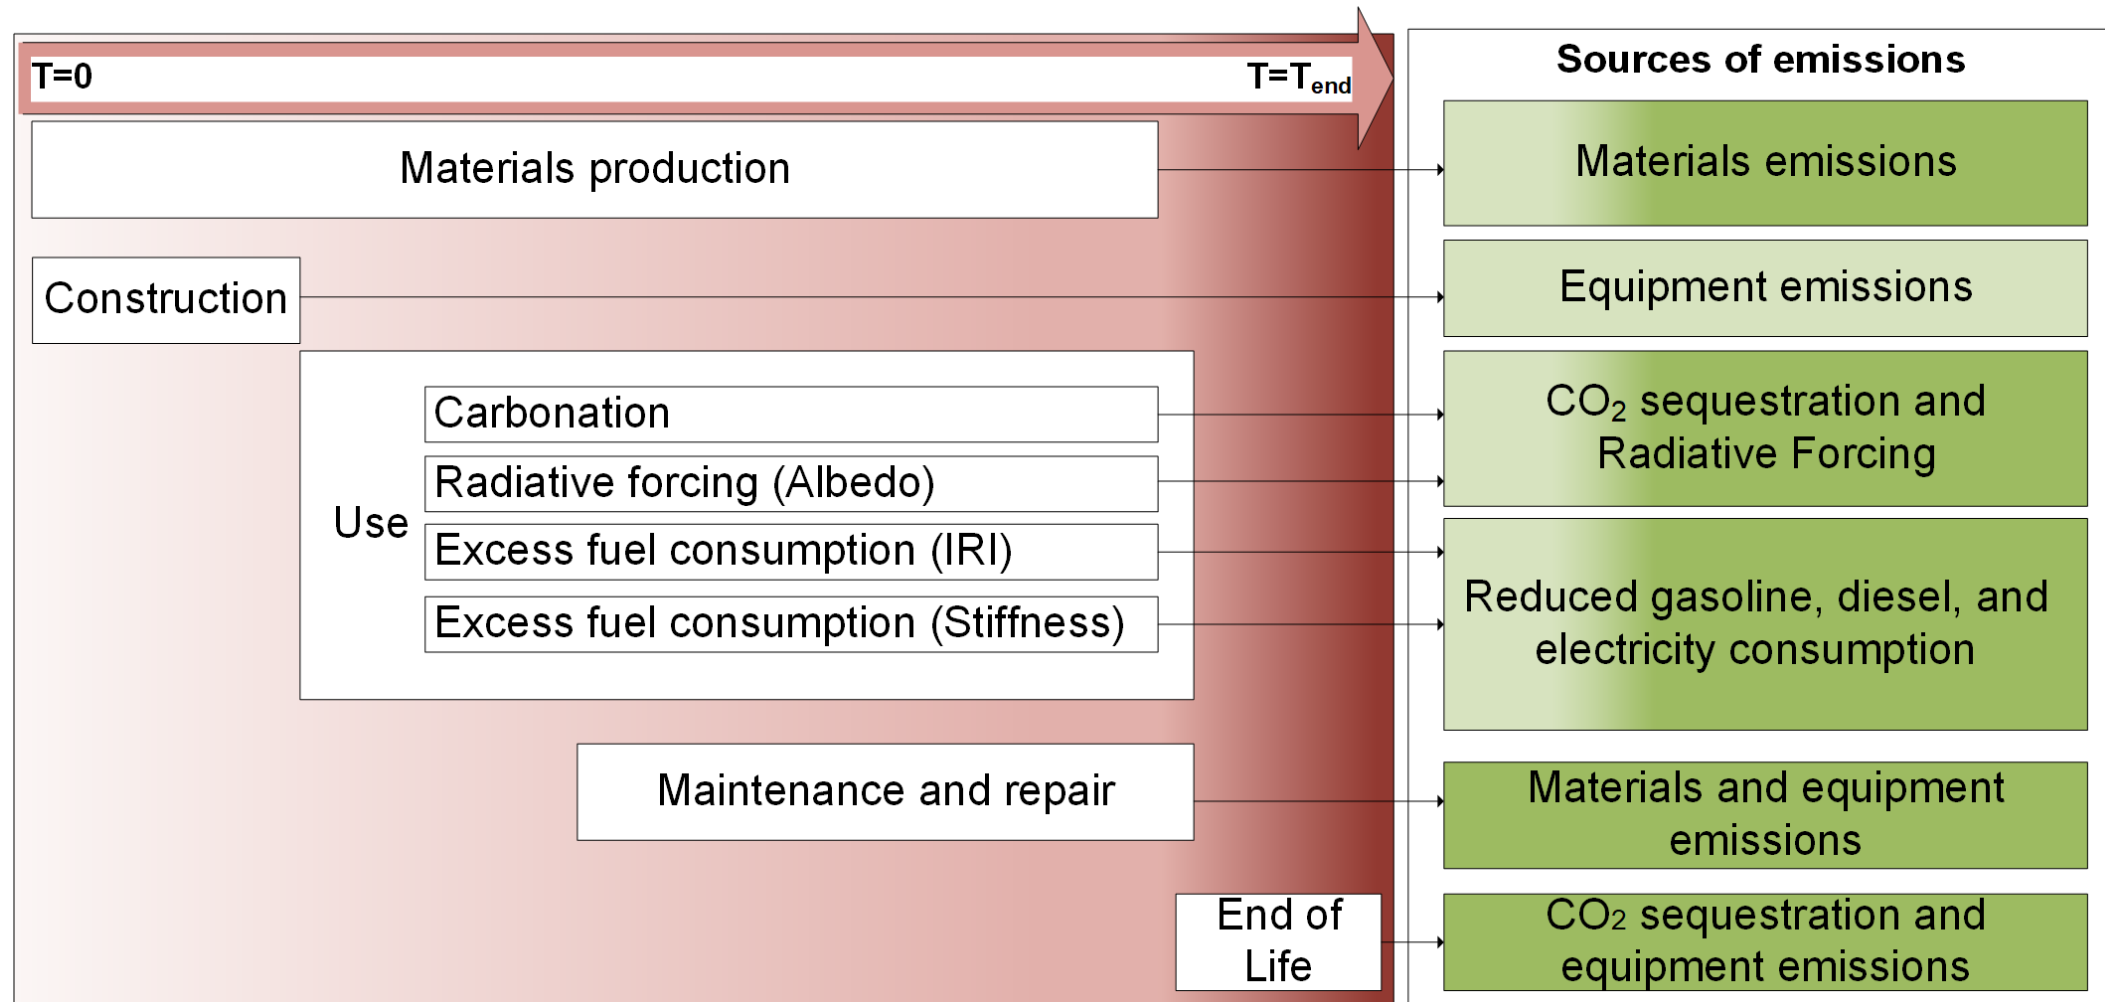 T=0
T=Tend
Sources of emissions
Materials production
Materials emissions
Construction
Equipment emissions
Use
Carbonation
Radiative forcing (Albedo)
Excess fuel consumption (IRI)
Excess fuel consumption (Stiffness)
CO2 sequestration and
Radiative Forcing
Reduced gasoline, diesel, and
electricity consumption
Maintenance and repair
Materials and equipment
emissions
End of
Life
CO2 sequestration and
equipment emissions